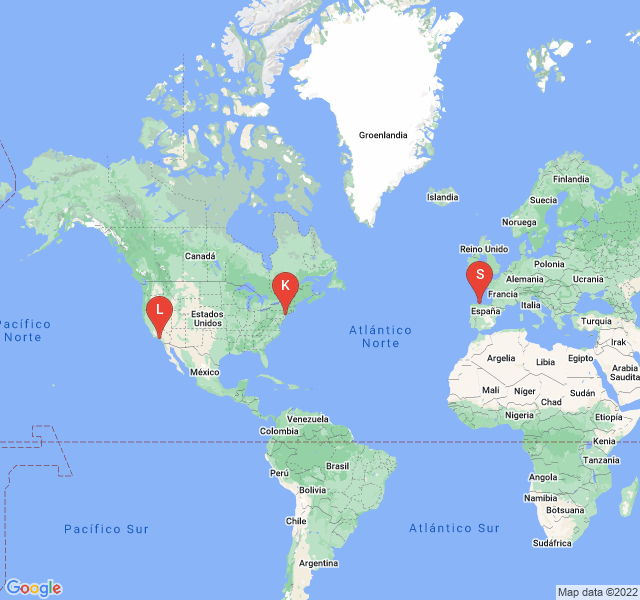 Groenlandia
Finlandia
Islandia
Suecia
Noruega
Reino Unido
Canadá
Polonia
S
Alemania
Ucrania
K
Francia
Italia
L
España
Estados
Unidos
Turquía
Pacífico
Norte
Atlántico
Norte
Irak
Argelia
Libia
Egipto
Arabia
Saudita
México
Malí
Níger
Chad
Sudán
Nigeria
Etiopía
Venezuela
Colombia
Kenia
Tanzania
Perú
Brasil
Angola
Bolivia
Namibia
Botsuana
Chile
Pacífico Sur
Atlántico Sur
Sudáfrica
Argentina
Google
Map data ©2022